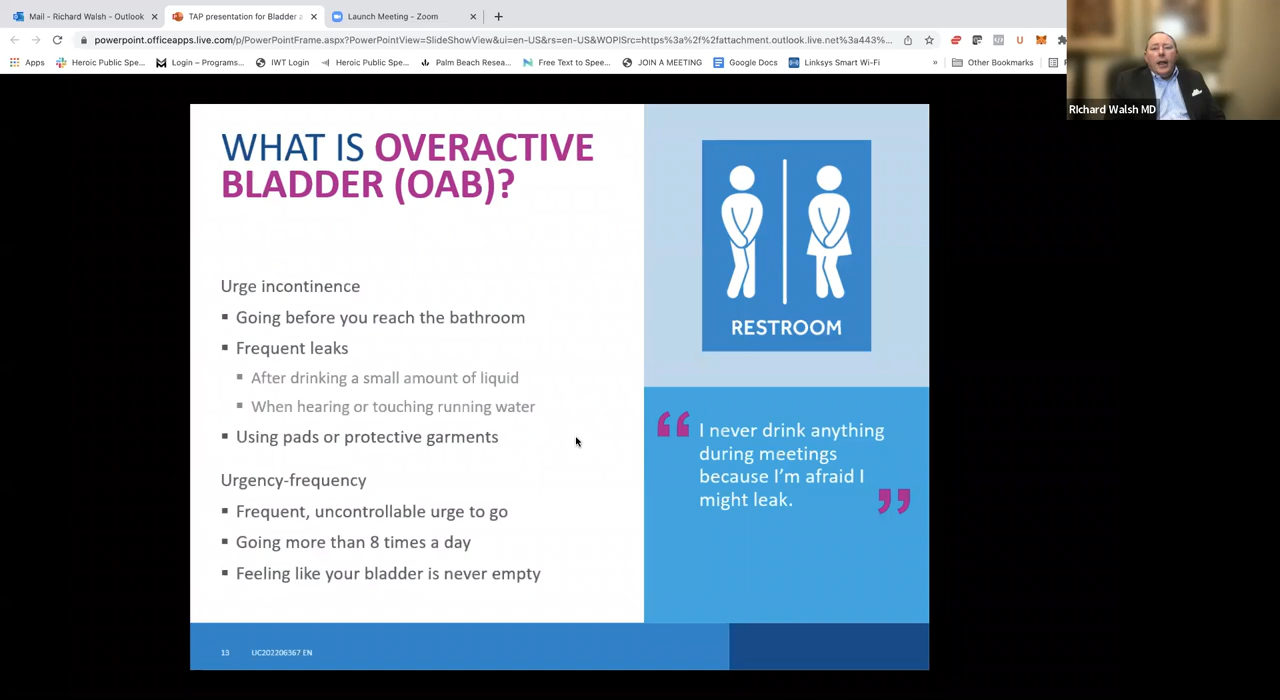 Mail - Richard Walsh - Outlook
TAP presentation for Bladder a
Launch Meeting - Zoom
powerpoint.officeapps.live.com/p/PowerPointFrame.aspx?PowerPointView=SlideShowView&ui=en-US&rs=en-US&WOPISrc=https%3a%2f%2fattachment.outlook.live.net%3a443%...
Apps
Heroic Public Spe...
Login – Programs...
IWT Login
Heroic Public Spe...
Palm Beach Resea...
Free Text to Spee...
JOIN A MEETING
Google Docs
Linksys Smart Wi-Fi
»
Other Bookmarks
RIchard Walsh MD
WHAT IS OVERACTIVE
BLADDER (OAB)?
Urge incontinence
▪ Going before you reach the bathroom
▪ Frequent leaks
▪ After drinking a small amount of liquid
▪ When hearing or touching running water
▪ Using pads or protective garments
Urgency-frequency
▪ Frequent, uncontrollable urge to go
▪ Going more than 8 times a day
▪ Feeling like your bladder is never empty
RESTROOM
“ I never drink anything
during meetings
because I’m afraid I
might leak. ”
13 UC202206367 EN